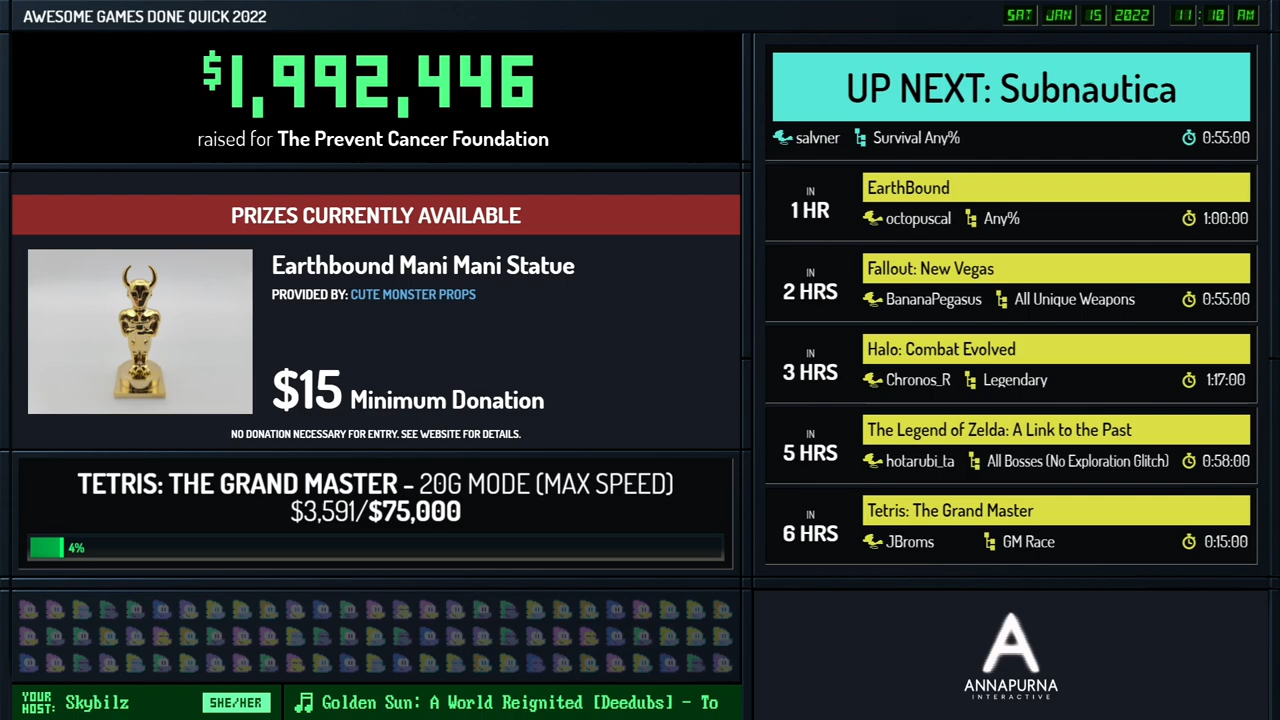 AWESOME GAMES DONE QUICK 2022
SAT JAN 15 2022 11:10 AM
$1,992,446
raised for The Prevent Cancer Foundation
PRIZES CURRENTLY AVAILABLE
Earthbound Mani Mani Statue
PROVIDED BY: CUTE MONSTER PROPS
$15 Minimum Donation
NO DONATION NECESSARY FOR ENTRY. SEE WEBSITE FOR DETAILS.
TETRIS: THE GRAND MASTER - 20G MODE (MAX SPEED)
$3,591/$75,000
4%
YOUR HOST: Skybilz SHE/HER
Golden Sun: A World Reignited [Deedubs] - To
UP NEXT: Subnautica
salvner Survival Any% 0:55:00
IN 1 HR
EarthBound
octopuscal Any% 1:00:00
IN 2 HRS
Fallout: New Vegas
BananaPegasus All Unique Weapons 0:55:00
IN 3 HRS
Halo: Combat Evolved
Chronos_R Legendary 1:17:00
IN 5 HRS
The Legend of Zelda: A Link to the Past
hotarubi_ta All Bosses (No Exploration Glitch) 0:58:00
IN 6 HRS
Tetris: The Grand Master
JBroms GM Race 0:15:00
A
ANNAPURNA
INTERACTIVE